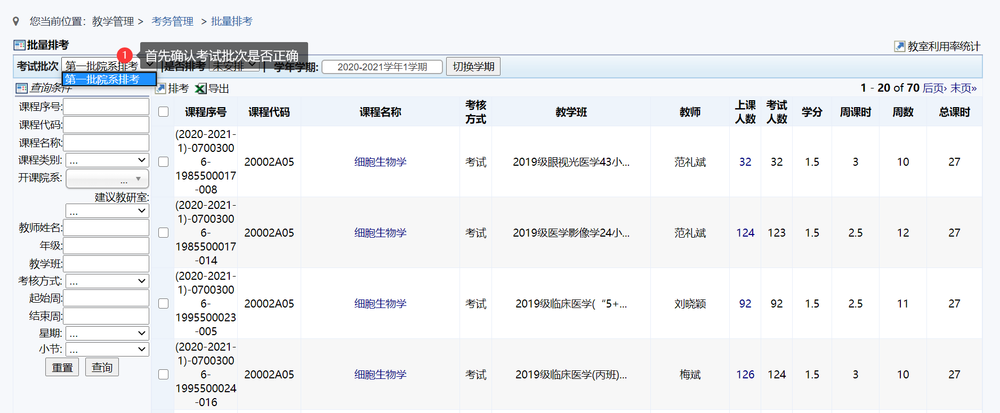 您当前位置：教学管理 > 考务管理 > 批量排考
批量排考
教室利用率统计
1 首先确认考试批次是否正确
考试批次 第一批院系排考 |是否排考 未安排 | 学年学期: 2020-2021学年1学期 切换学期
第一批院系排考
查询条件
排考 导出
1 - 20 of 70 后页› 末页»
课程序号:
课程代码:
课程名称:
课程类别: ...
开课院系: ...
建议教研室:
...
教师姓名:
年级:
教学班:
考核方式: ...
起始周:
结束周:
星期: ...
小节: ...
重置 查询
课程序号 课程代码 课程名称 考核方式 教学班 教师 上课人数 考试人数 学分 周课时 周数 总课时
(2020-2021-
1)-0700300
6-
1985500017
-008
20002A05 细胞生物学 考试 2019级眼视光医学43小... 范礼斌 32 32 1.5 3 10 27
(2020-2021-
1)-0700300
6-
1985500017
-014
20002A05 细胞生物学 考试 2019级医学影像学24小... 范礼斌 124 123 1.5 2.5 12 27
(2020-2021-
1)-0700300
6-
1995500023
-005
20002A05 细胞生物学 考试 2019级临床医学(“5+... 刘晓颖 92 92 1.5 2.5 11 27
(2020-2021-
1)-0700300
6-
1995500024
-016
20002A05 细胞生物学 考试 2019级临床医学(丙班)... 梅斌 126 124 1.5 3 10 27